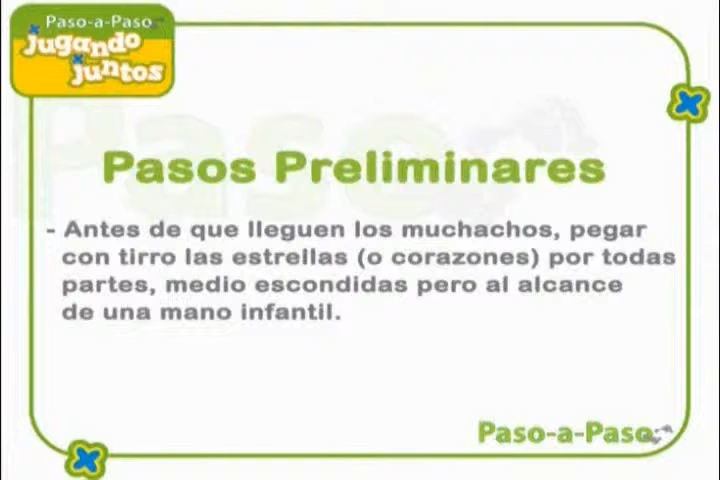 Paso-a-Paso
jugando
juntos
Pasos Preliminares
- Antes de que lleguen los muchachos, pegar
con tirro las estrellas (o corazones) por todas
partes, medio escondidas pero al alcance
de una mano infantil.
Paso-a-Paso